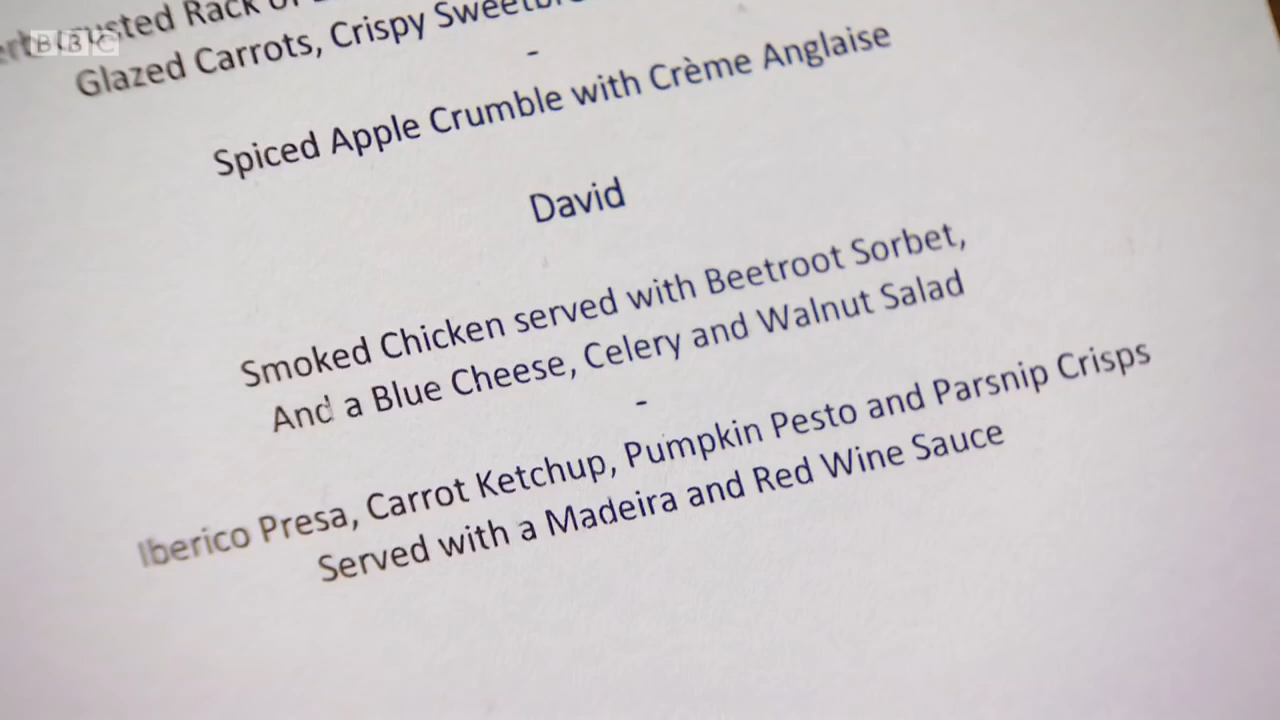 BBC
Rack
Glazed Carrots, Crispy
-
Spiced Apple Crumble with Crème Anglaise
David
Smoked Chicken served with Beetroot Sorbet,
And a Blue Cheese, Celery and Walnut Salad
-
Iberico Presa, Carrot Ketchup, Pumpkin Pesto and Parsnip Crisps
Served with a Madeira and Red Wine Sauce